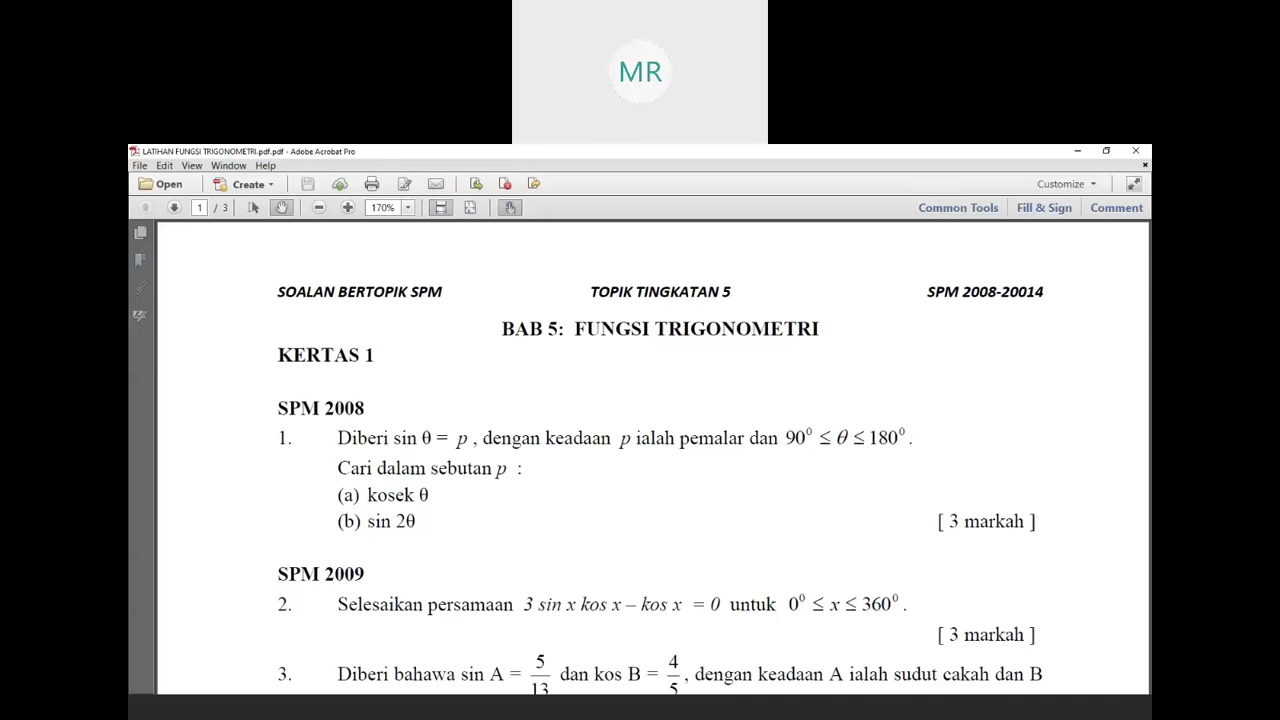 MR
LATIHAN FUNGSI TRIGONOMETRI.pdf.pdf - Adobe Acrobat Pro
File Edit View Window Help
Open Create Customize
1 / 3 170% Common Tools Fill & Sign Comment
SOALAN BERTOPIK SPM TOPIK TINGKATAN 5 SPM 2008-20014
BAB 5: FUNGSI TRIGONOMETRI
KERTAS 1
SPM 2008
1. Diberi sin θ = p , dengan keadaan p ialah pemalar dan 90⁰ ≤ θ ≤ 180⁰ .
Cari dalam sebutan p :
(a) kosek θ
(b) sin 2θ [ 3 markah ]
SPM 2009
2. Selesaikan persamaan 3 sin x kos x – kos x = 0 untuk 0⁰ ≤ x ≤ 360⁰ .
[ 3 markah ]
3. Diberi bahawa sin A = 5/13 dan kos B = 4/5 , dengan keadaan A ialah sudut cakah dan B